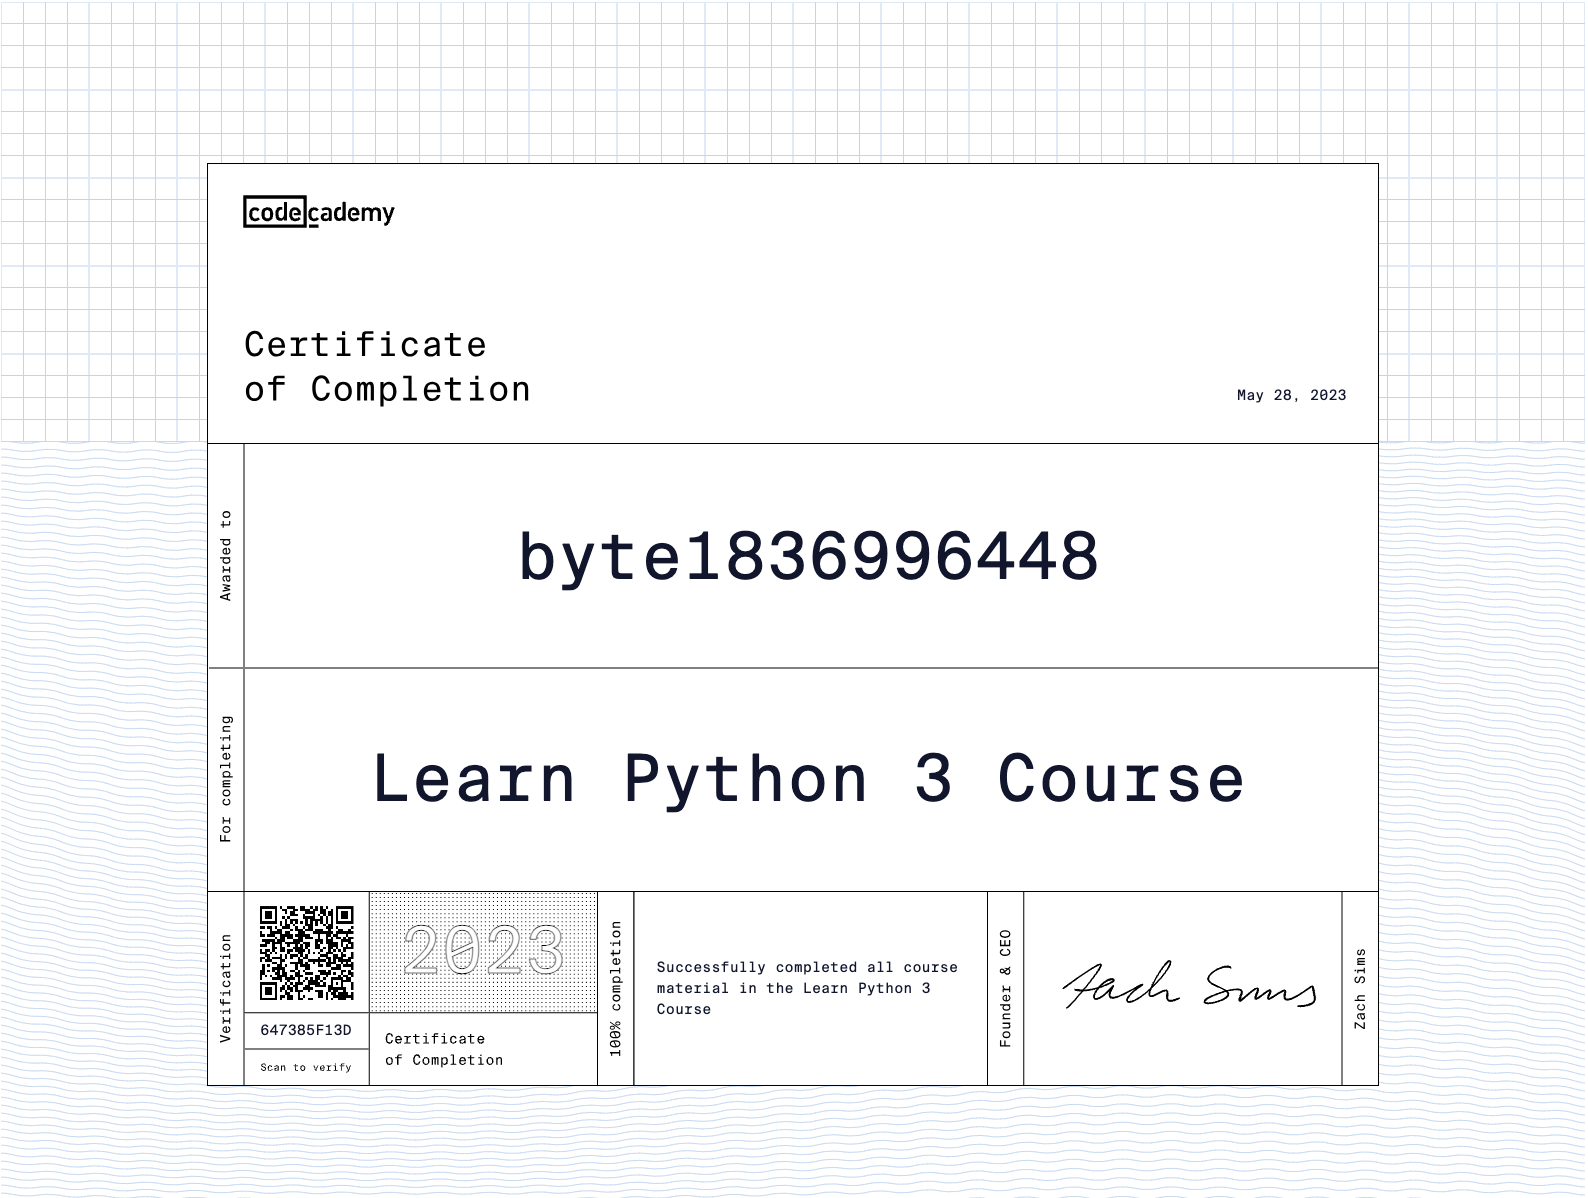 codecademy
Certificate
of Completion
May 28, 2023
Awarded to
byte1836996448
For completing
Learn Python 3 Course
Verification
647385F13D
Scan to verify
2023
Certificate
of Completion
100% completion
Successfully completed all course
material in the Learn Python 3
Course
Founder & CEO
Zach Sims
Zach Sims